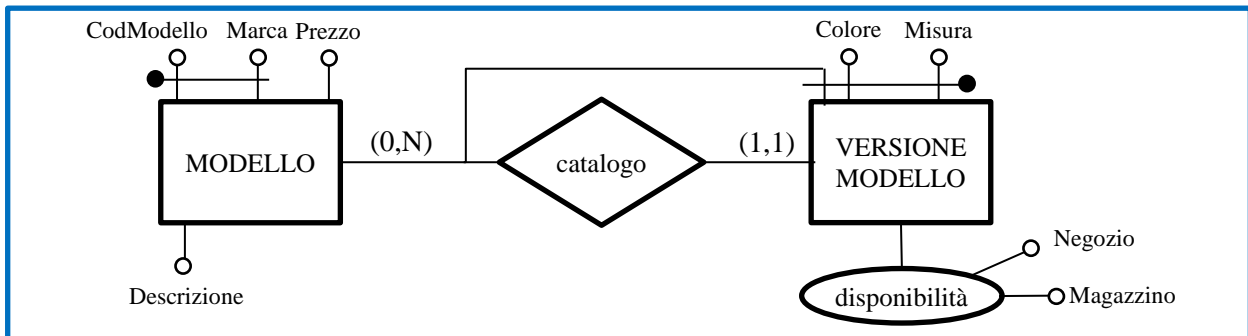 CodModello Marca Prezzo Colore Misura
MODELLO (0,N) catalogo (1,1) VERSIONE
MODELLO
Negozio
disponibilità Magazzino
Descrizione